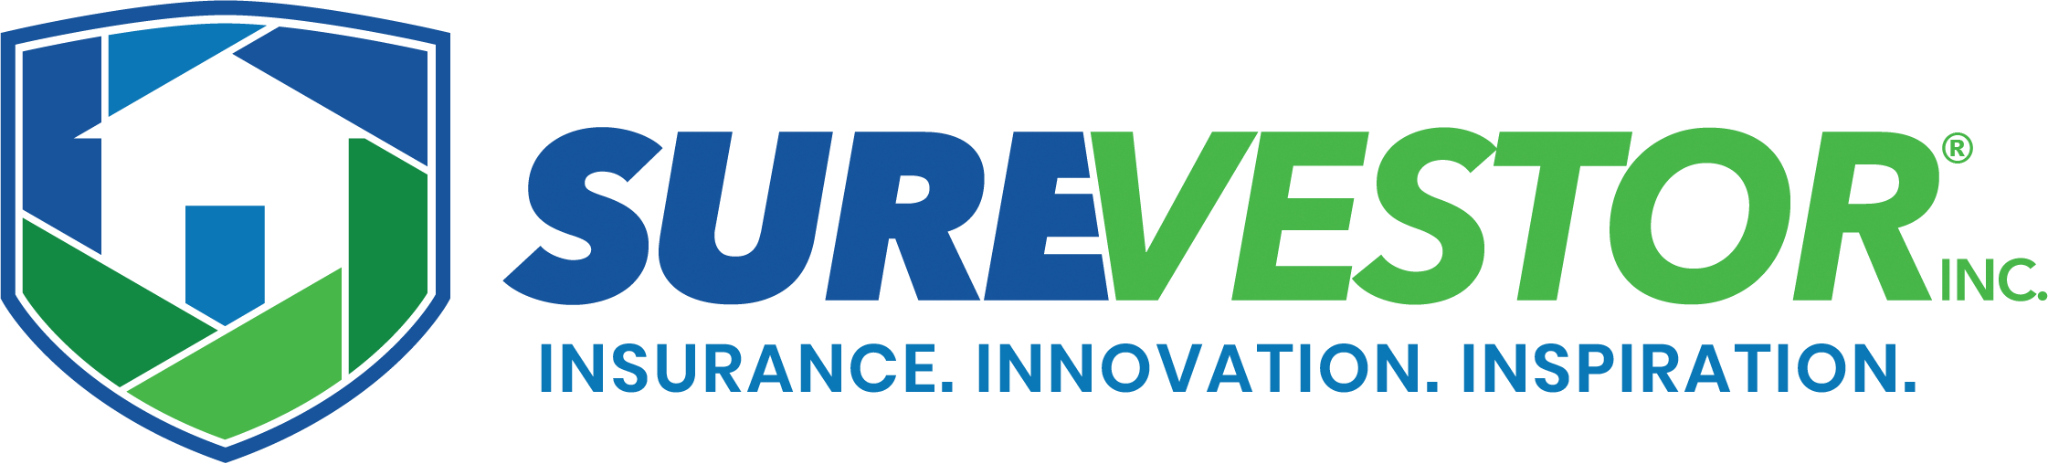 SUREVESTOR® INC.
INSURANCE. INNOVATION. INSPIRATION.